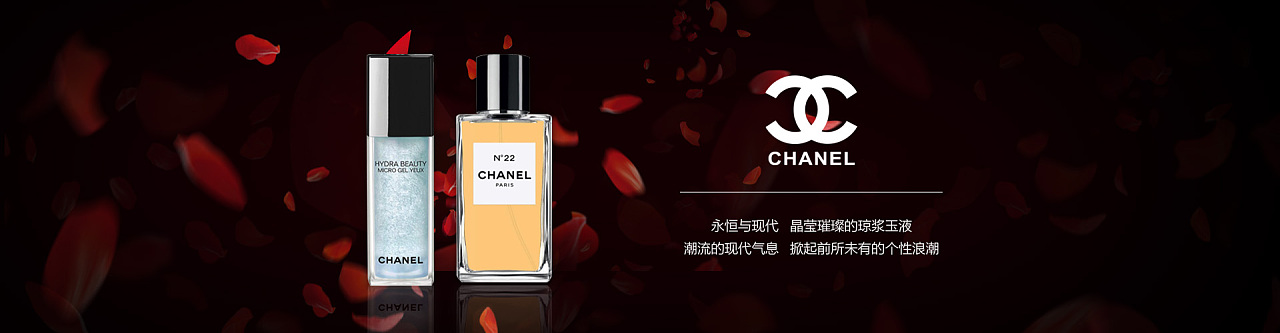 HYDRA BEAUTY
MICRO GEL YEUX
CHANEL
N°22
CHANEL
PARIS
CHANEL
永恒与现代 晶莹璀璨的琼浆玉液
潮流的现代气息 掀起前所未有的个性浪潮